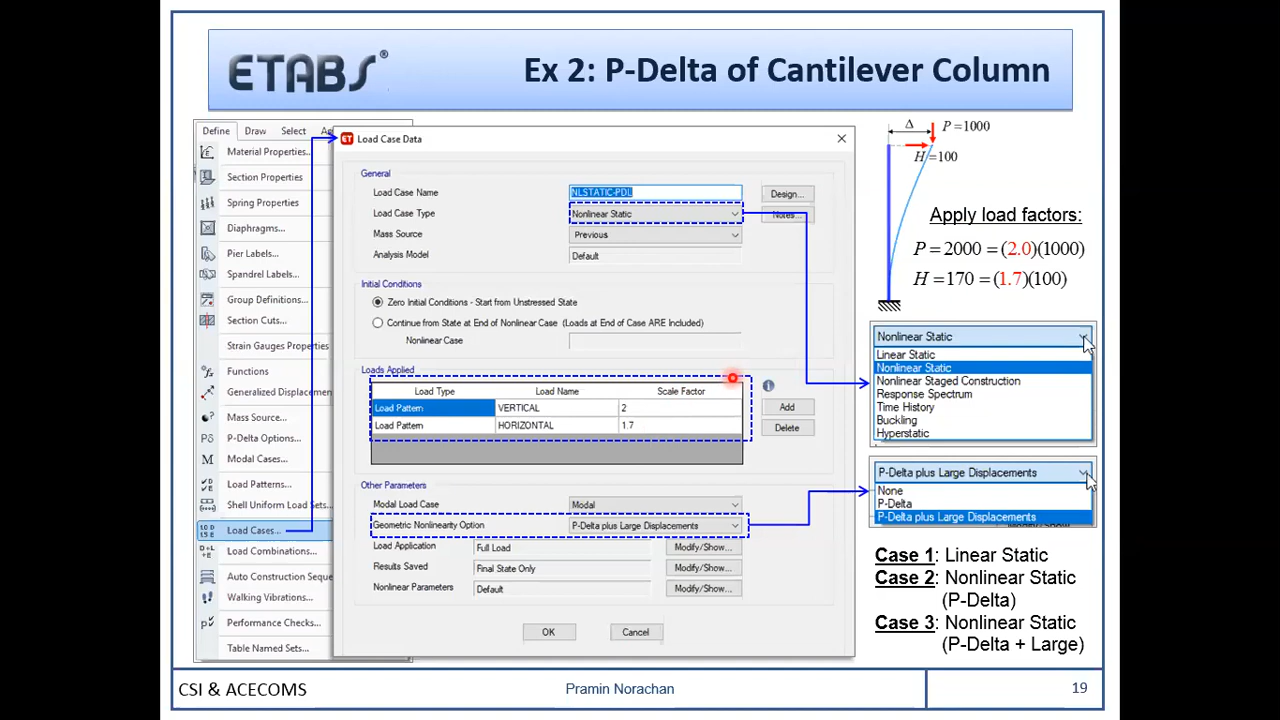 ETABS®
Ex 2: P-Delta of Cantilever Column
Define Draw Select
Material Properties...
Section Properties
Spring Properties
Diaphragms...
Pier Labels...
Spandrel Labels...
Group Definitions...
Section Cuts...
Strain Gauges Properties
Functions
Generalized Displacemen
Mass Source...
Pδ P-Delta Options...
M Modal Cases...
Load Patterns...
Shell Uniform Load Sets...
Load Cases...
Load Combinations...
Auto Construction Seque
Walking Vibrations...
Performance Checks...
Table Named Sets...
Load Case Data
General
Load Case Name NLSTATIC-PDL Design...
Load Case Type Nonlinear Static Notes...
Mass Source Previous
Analysis Model Default
Initial Conditions
Zero Initial Conditions - Start from Unstressed State
Continue from State at End of Nonlinear Case (Loads at End of Case ARE Included)
Nonlinear Case
Loads Applied
Load Type Load Name Scale Factor
Load Pattern VERTICAL 2 Add
Load Pattern HORIZONTAL 1.7 Delete
Other Parameters
Modal Load Case Modal
Geometric Nonlinearity Option P-Delta plus Large Displacements
Load Application Full Load Modify/Show...
Results Saved Final State Only Modify/Show...
Nonlinear Parameters Default Modify/Show...
OK Cancel
Δ P = 1000
H = 100
Apply load factors:
P = 2000 = (2.0)(1000)
H = 170 = (1.7)(100)
Nonlinear Static
Linear Static
Nonlinear Static
Nonlinear Staged Construction
Response Spectrum
Time History
Buckling
Hyperstatic
P-Delta plus Large Displacements
None
P-Delta
P-Delta plus Large Displacements
Case 1: Linear Static
Case 2: Nonlinear Static
(P-Delta)
Case 3: Nonlinear Static
(P-Delta + Large)
CSI & ACECOMS
Pramin Norachan
19